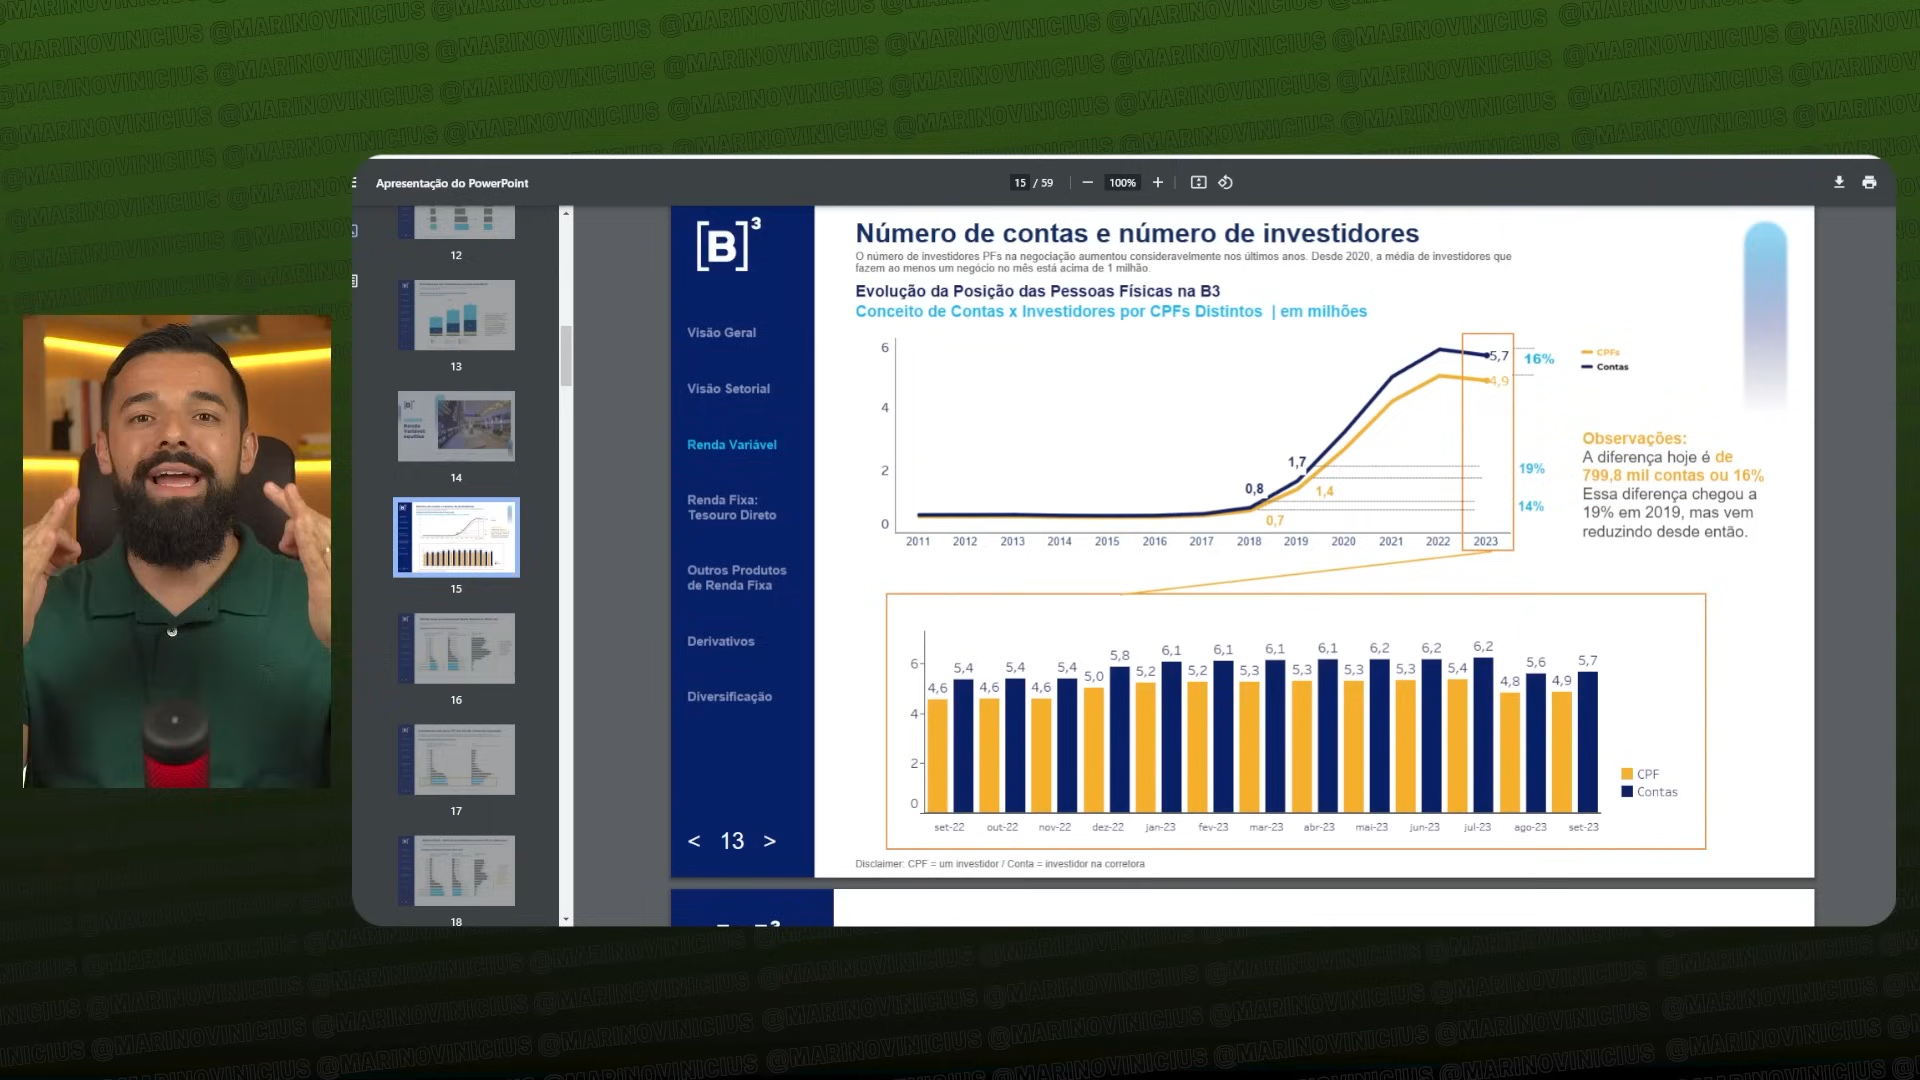 @MARINOVINICIUS @MARINOVINICIUS @MARINOVINICIUS @MARINOVINICIUS
Apresentação do PowerPoint
15 / 59
100%
12
13
14
15
16
17
18
[B]³
Visão Geral
Visão Setorial
Renda Variável
Renda Fixa:
Tesouro Direto
Outros Produtos
de Renda Fixa
Derivativos
Diversificação
< 13 >
Número de contas e número de investidores
O número de investidores PFs na negociação aumentou consideravelmente nos últimos anos. Desde 2020, a média de investidores que
fazem ao menos um negócio no mês está acima de 1 milhão.
Evolução da Posição das Pessoas Físicas na B3
Conceito de Contas x Investidores por CPFs Distintos | em milhões
6
4
2
0
0,8
0,7
1,7
1,4
5,7
4,9
16%
19%
14%
CPFs
Contas
2011 2012 2013 2014 2015 2016 2017 2018 2019 2020 2021 2022 2023
Observações:
A diferença hoje é de
799,8 mil contas ou 16%
Essa diferença chegou a
19% em 2019, mas vem
reduzindo desde então.
6
4
2
0
4,6 5,4 4,6 5,4 4,6 5,4 5,0 5,8 5,2 6,1 5,2 6,1 5,3 6,1 5,3 6,1 5,3 6,2 5,3 6,2 5,4 6,2 4,8 5,6 4,9 5,7
set-22 out-22 nov-22 dez-22 jan-23 fev-23 mar-23 abr-23 mai-23 jun-23 jul-23 ago-23 set-23
CPF
Contas
Disclaimer: CPF = um investidor / Conta = investidor na corretora